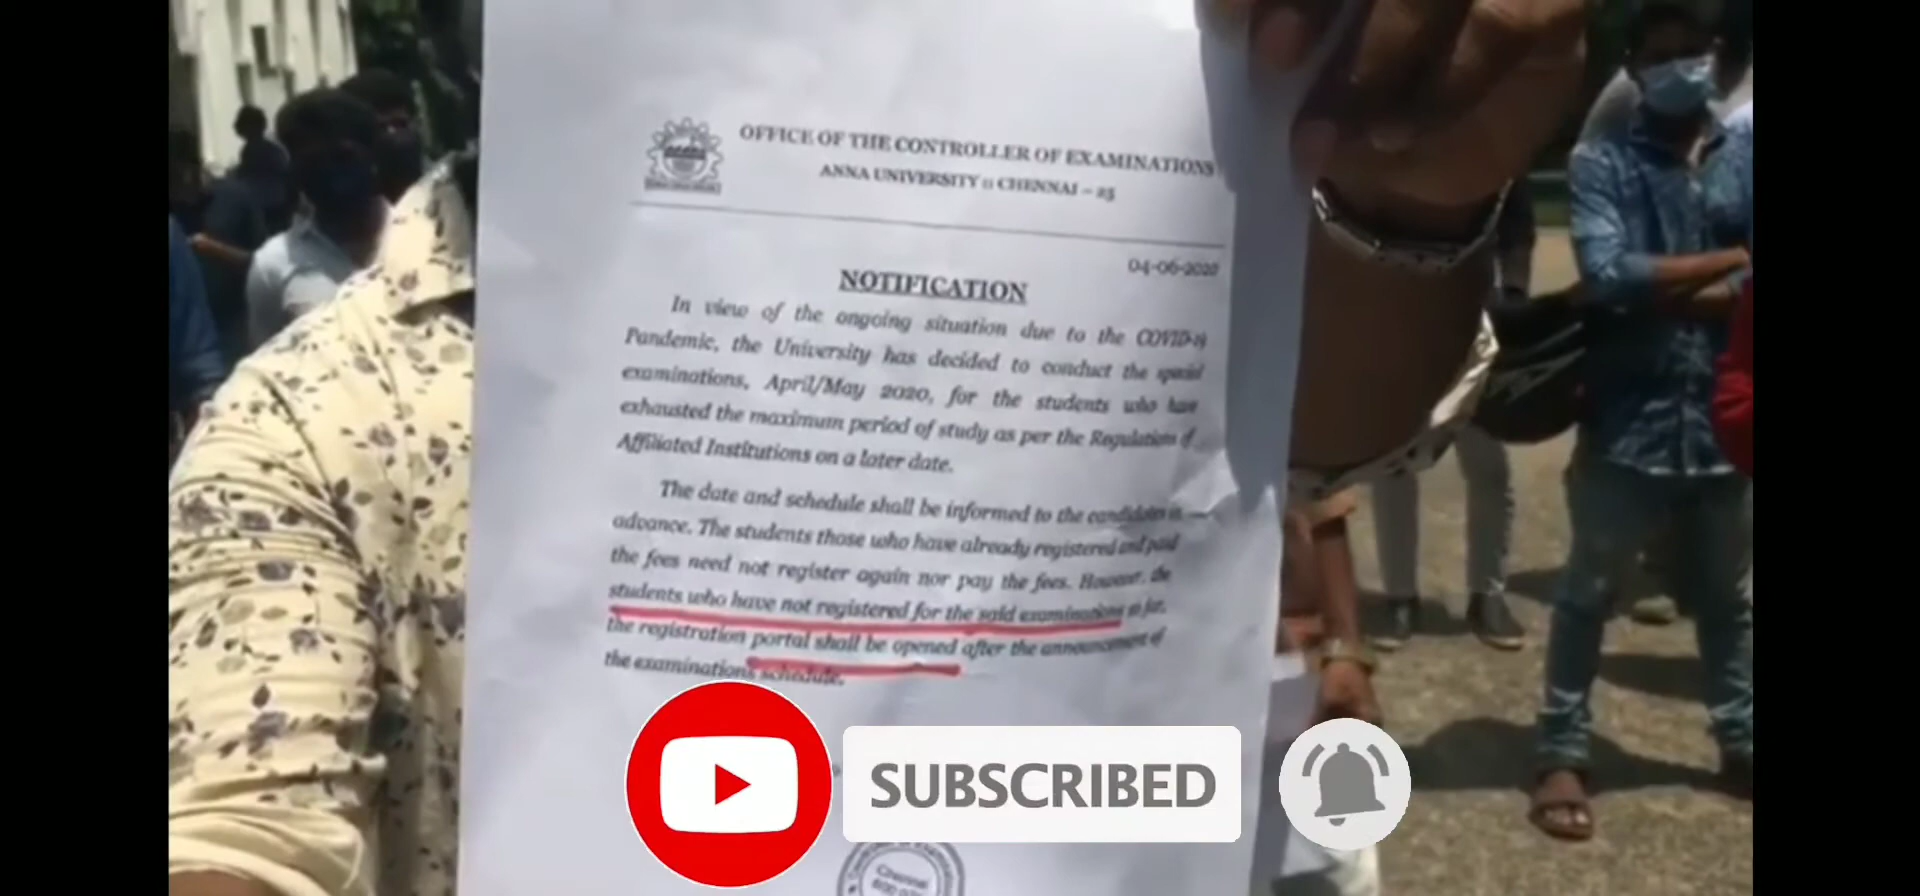 OFFICE OF THE CONTROLLER OF EXAMINATIONS
ANNA UNIVERSITY :: CHENNAI – 25
04-06-2020
NOTIFICATION
In view of the ongoing situation due to the COVID-19
Pandemic, the University has decided to conduct the special
examinations, April/May 2020, for the students who have
exhausted the maximum period of study as per the Regulations of
Affiliated Institutions on a later date.
The date and schedule shall be informed to the candidates in
advance. The students those who have already registered and paid
the fees need not register again nor pay the fees. However, the
students who have not registered for the said examinations so far,
the registration portal shall be opened after the announcement of
the examinations schedule.
SUBSCRIBED
Chennai